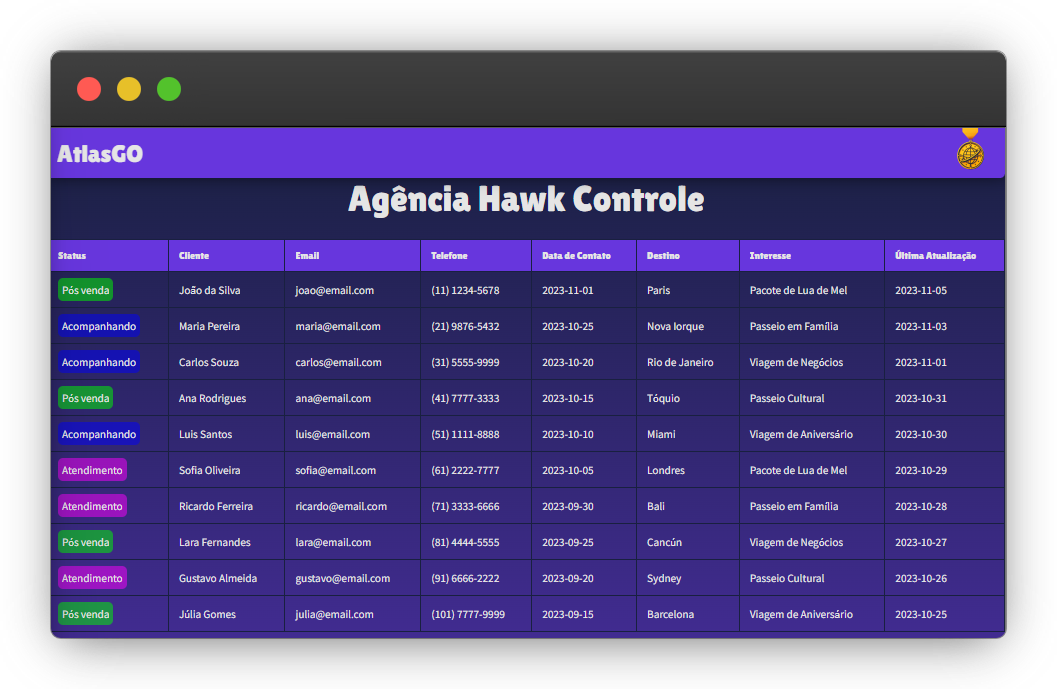 AtlasGO
Agência Hawk Controle
Status Cliente Email Telefone Data de Contato Destino Interesse Última Atualização
Pós venda João da Silva joao@email.com (11) 1234-5678 2023-11-01 Paris Pacote de Lua de Mel 2023-11-05
Acompanhando Maria Pereira maria@email.com (21) 9876-5432 2023-10-25 Nova Iorque Passeio em Família 2023-11-03
Acompanhando Carlos Souza carlos@email.com (31) 5555-9999 2023-10-20 Rio de Janeiro Viagem de Negócios 2023-11-01
Pós venda Ana Rodrigues ana@email.com (41) 7777-3333 2023-10-15 Tóquio Passeio Cultural 2023-10-31
Acompanhando Luis Santos luis@email.com (51) 1111-8888 2023-10-10 Miami Viagem de Aniversário 2023-10-30
Atendimento Sofia Oliveira sofia@email.com (61) 2222-7777 2023-10-05 Londres Pacote de Lua de Mel 2023-10-29
Atendimento Ricardo Ferreira ricardo@email.com (71) 3333-6666 2023-09-30 Bali Passeio em Família 2023-10-28
Pós venda Lara Fernandes lara@email.com (81) 4444-5555 2023-09-25 Cancún Viagem de Negócios 2023-10-27
Atendimento Gustavo Almeida gustavo@email.com (91) 6666-2222 2023-09-20 Sydney Passeio Cultural 2023-10-26
Pós venda Júlia Gomes julia@email.com (101) 7777-9999 2023-09-15 Barcelona Viagem de Aniversário 2023-10-25